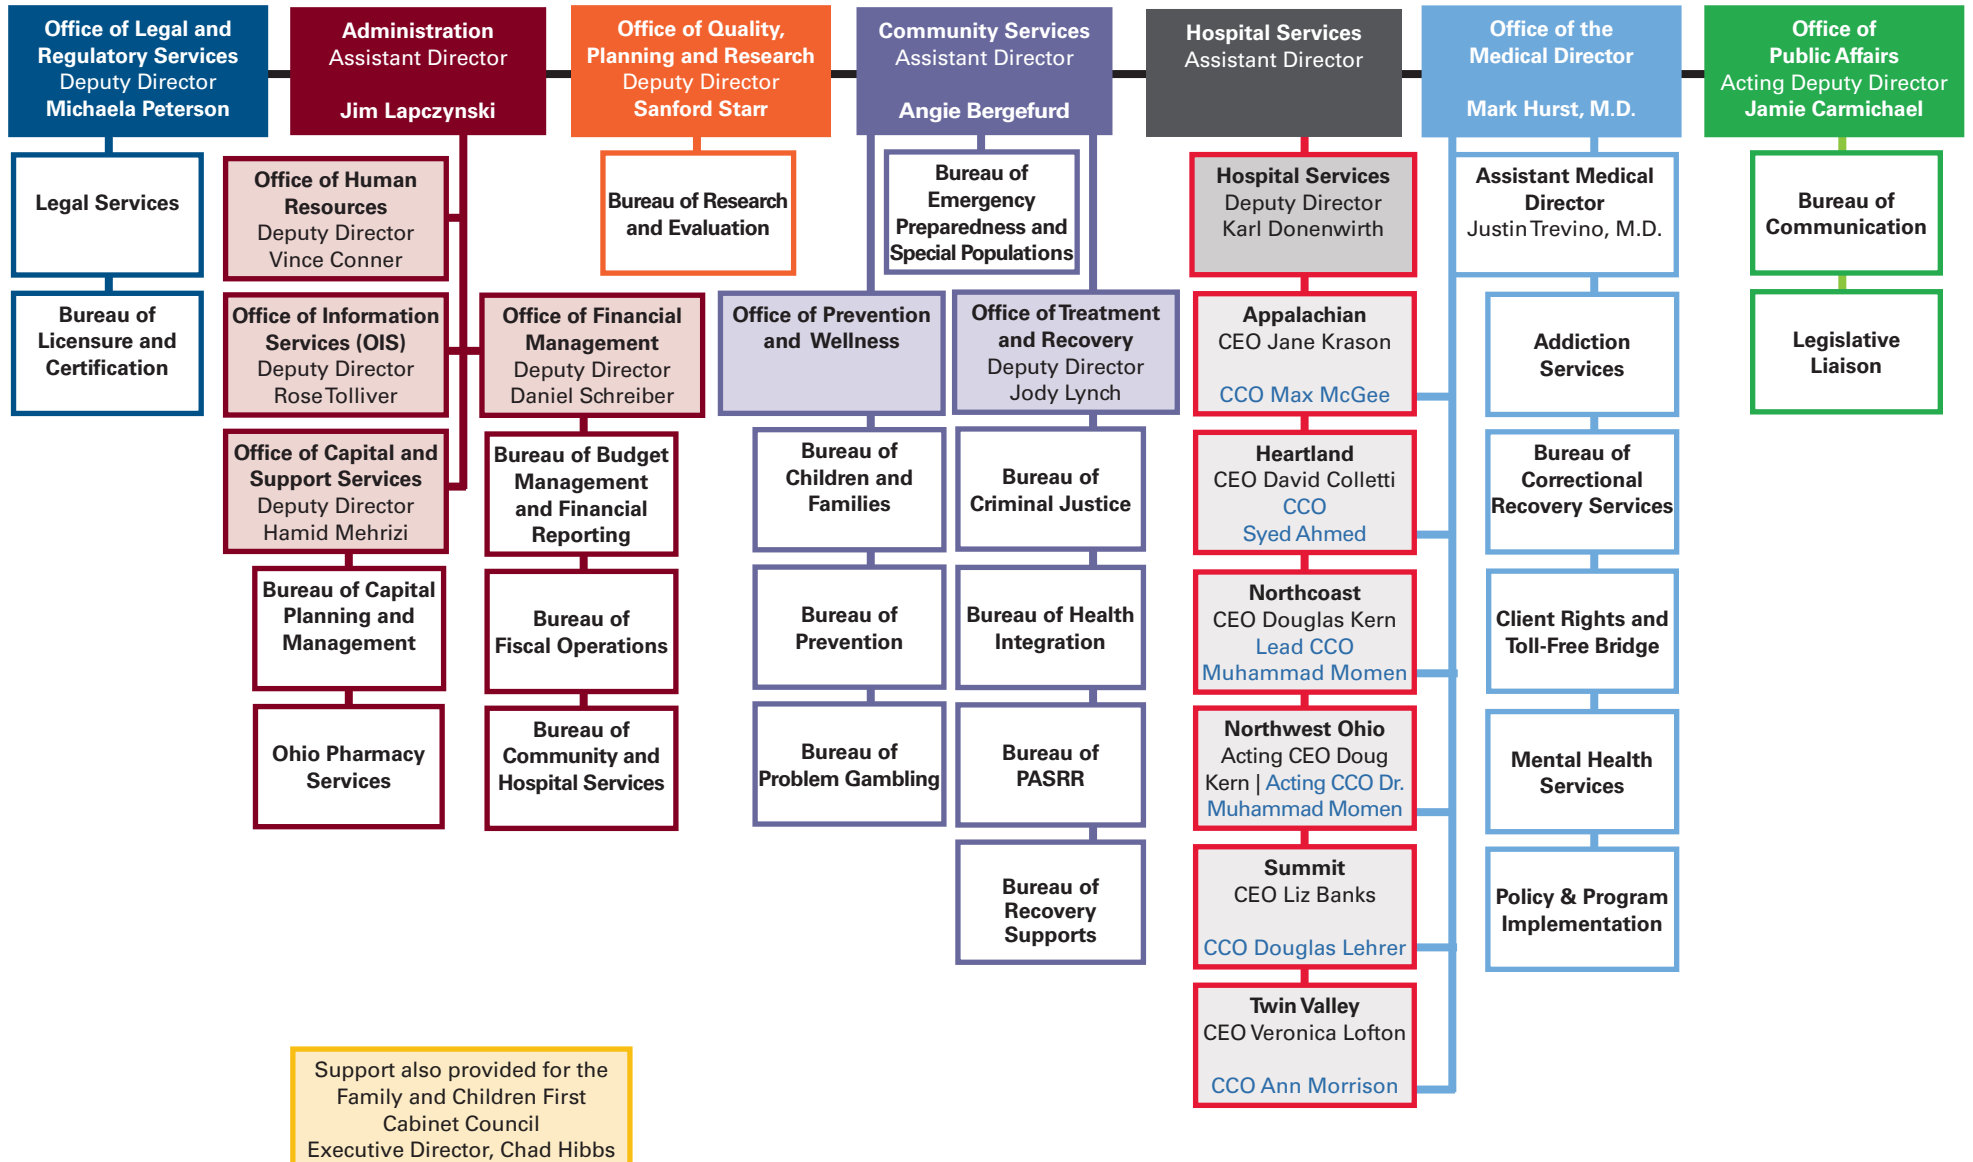 Office of Legal and
Regulatory Services
Deputy Director
Michaela Peterson
Legal Services
Bureau of
Licensure and
Certification
Administration
Assistant Director
Jim Lapczynski
Office of Human
Resources
Deputy Director
Vince Conner
Office of Information
Services (OIS)
Deputy Director
Rose Tolliver
Office of Capital and
Support Services
Deputy Director
Hamid Mehrizi
Bureau of Capital
Planning and
Management
Ohio Pharmacy
Services
Office of Financial
Management
Deputy Director
Daniel Schreiber
Bureau of Budget
Management
and Financial
Reporting
Bureau of
Fiscal Operations
Bureau of
Community and
Hospital Services
Office of Quality,
Planning and Research
Deputy Director
Sanford Starr
Bureau of Research
and Evaluation
Community Services
Assistant Director
Angie Bergefurd
Bureau of
Emergency
Preparedness and
Special Populations
Office of Prevention
and Wellness
Bureau of
Children and
Families
Bureau of
Prevention
Bureau of
Problem Gambling
Office of Treatment
and Recovery
Deputy Director
Jody Lynch
Bureau of
Criminal Justice
Bureau of Health
Integration
Bureau of
PASRR
Bureau of
Recovery
Supports
Hospital Services
Assistant Director
Hospital Services
Deputy Director
Karl Donenwirth
Appalachian
CEO Jane Krason
CCO Max McGee
Heartland
CEO David Colletti
CCO
Syed Ahmed
Northcoast
CEO Douglas Kern
Lead CCO
Muhammad Momen
Northwest Ohio
Acting CEO Doug
Kern | Acting CCO Dr.
Muhammad Momen
Summit
CEO Liz Banks
CCO Douglas Lehrer
Twin Valley
CEO Veronica Lofton
CCO Ann Morrison
Office of the
Medical Director
Mark Hurst, M.D.
Assistant Medical
Director
Justin Trevino, M.D.
Addiction
Services
Bureau of
Correctional
Recovery Services
Client Rights and
Toll-Free Bridge
Mental Health
Services
Policy & Program
Implementation
Office of
Public Affairs
Acting Deputy Director
Jamie Carmichael
Bureau of
Communication
Legislative
Liaison
Support also provided for the
Family and Children First
Cabinet Council
Executive Director, Chad Hibbs